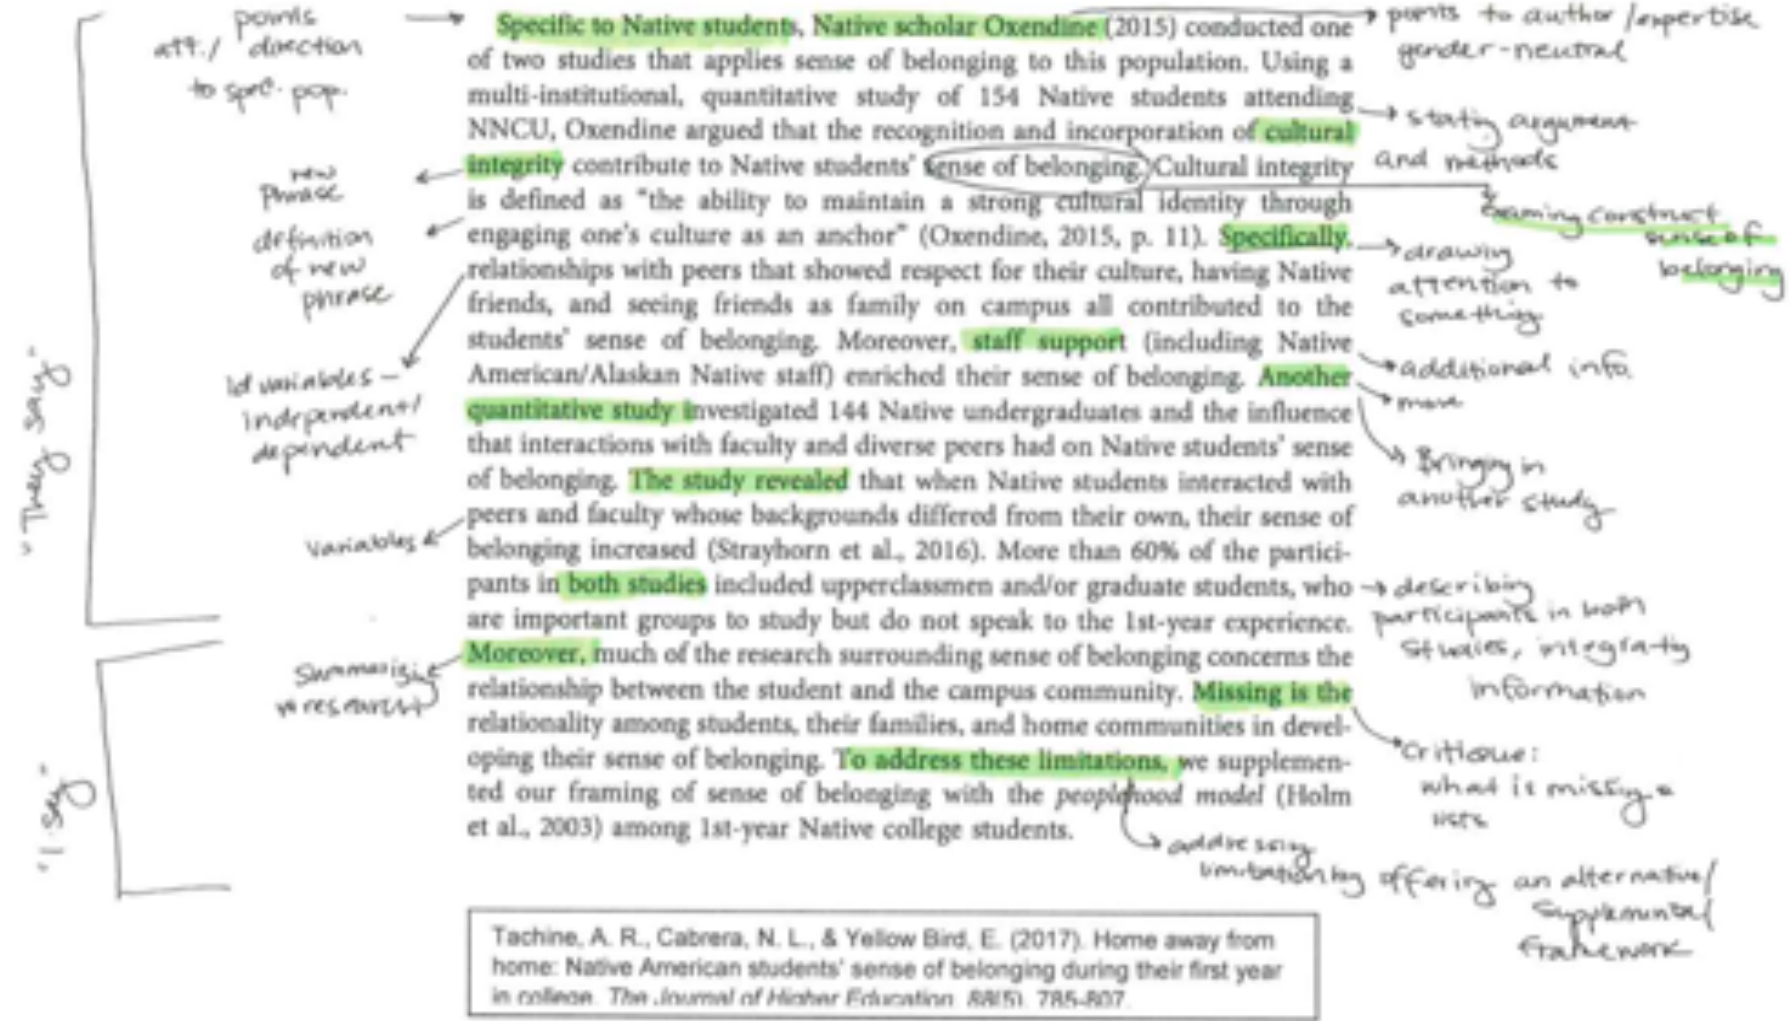 points
att. / direction
to spec. pop.
new
phrase
definition
of new
phrase
Id variables –
independent/
dependent
variables
summarizing
research
"They say"
"I say"
Specific to Native students, Native scholar Oxendine (2015) conducted one
of two studies that applies sense of belonging to this population. Using a
multi-institutional, quantitative study of 154 Native students attending
NNCU, Oxendine argued that the recognition and incorporation of cultural
integrity contribute to Native students' sense of belonging. Cultural integrity
is defined as "the ability to maintain a strong cultural identity through
engaging one's culture as an anchor" (Oxendine, 2015, p. 11). Specifically,
relationships with peers that showed respect for their culture, having Native
friends, and seeing friends as family on campus all contributed to the
students' sense of belonging. Moreover, staff support (including Native
American/Alaskan Native staff) enriched their sense of belonging. Another
quantitative study investigated 144 Native undergraduates and the influence
that interactions with faculty and diverse peers had on Native students' sense
of belonging. The study revealed that when Native students interacted with
peers and faculty whose backgrounds differed from their own, their sense of
belonging increased (Strayhorn et al., 2016). More than 60% of the partici-
pants in both studies included upperclassmen and/or graduate students, who
are important groups to study but do not speak to the 1st-year experience.
Moreover, much of the research surrounding sense of belonging concerns the
relationship between the student and the campus community. Missing is the
relationality among students, their families, and home communities in devel-
oping their sense of belonging. To address these limitations, we supplemen-
ted our framing of sense of belonging with the peoplehood model (Holm
et al., 2003) among 1st-year Native college students.
points to author/expertise
gender-neutral
stating argument
and methods
construct
sense of
belonging
drawing
attention to
something
additional info.
more
Bringing in
another study
describing
participants in both
studies, integrating
information
critique:
what is missing
lists
addressing
limitation by offering an alternative/
supplemental
framework
Tachine, A. R., Cabrera, N. L., & Yellow Bird, E. (2017). Home away from
home: Native American students' sense of belonging during their first year
in college. The Journal of Higher Education, 88(5), 785-807.